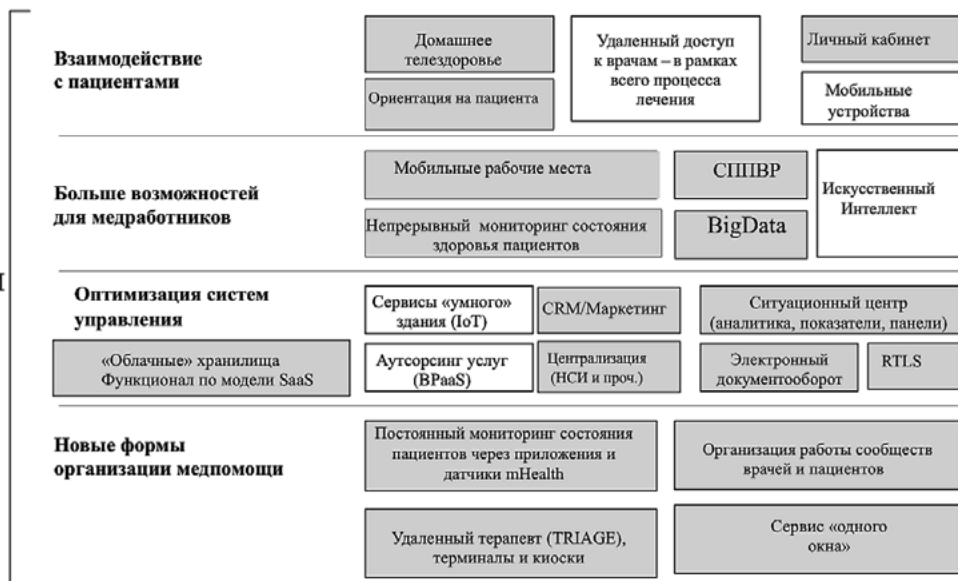 Взаимодействие
с пациентами
Домашнее
телездоровье
Ориентация на пациента
Удаленный доступ
к врачам – в рамках
всего процесса
лечения
Личный кабинет
Мобильные
устройства
Больше возможностей
для медработников
Мобильные рабочие места
Непрерывный мониторинг состояния
здоровья пациентов
СППВР
BigData
Искусственный
Интеллект
Оптимизация систем
управления
«Облачные» хранилища
Функционал по модели SaaS
Сервисы «умного»
здания (IoT)
CRM/Маркетинг
Ситуационный центр
(аналитика, показатели, панели)
Аутсорсинг услуг
(BPaaS)
Централизация
(НСИ и проч.)
Электронный
документооборот
RTLS
Новые формы
организации медпомощи
Постоянный мониторинг состояния
пациентов через приложения и
датчики mHealth
Организация работы сообществ
врачей и пациентов
Удаленный терапевт (TRIAGE),
терминалы и киоски
Сервис «одного
окна»